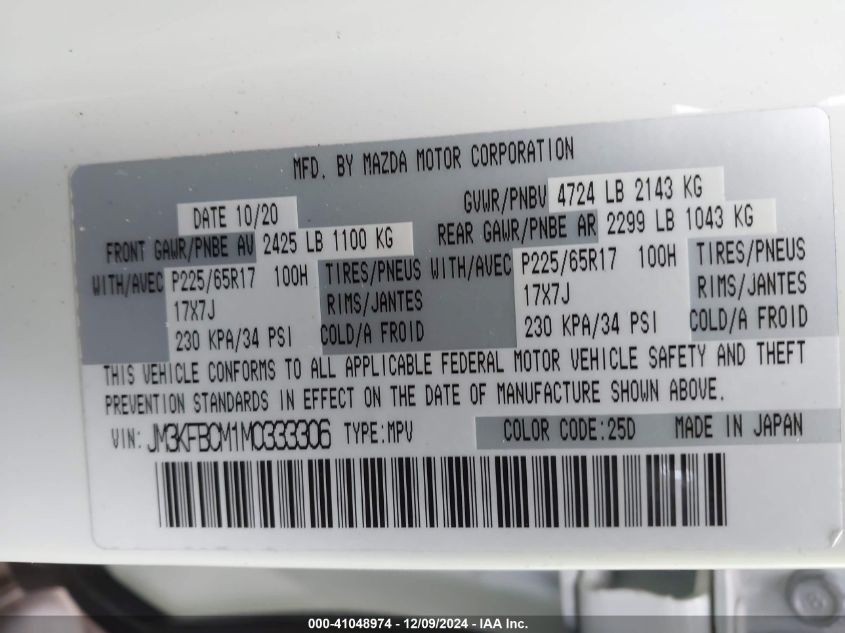 MFD. BY MAZDA MOTOR CORPORATION
DATE 10/20 GVWR/PNBV 4724 LB 2143 KG
FRONT GAWR/PNBE AV 2425 LB 1100 KG REAR GAWR/PNBE AR 2299 LB 1043 KG
WITH/AVEC P225/65R17 100H TIRES/PNEUS WITH/AVEC P225/65R17 100H TIRES/PNEUS
17X7J RIMS/JANTES 17X7J RIMS/JANTES
230 KPA/34 PSI COLD/A FROID 230 KPA/34 PSI COLD/A FROID
THIS VEHICLE CONFORMS TO ALL APPLICABLE FEDERAL MOTOR VEHICLE SAFETY AND THEFT
PREVENTION STANDARDS IN EFFECT ON THE DATE OF MANUFACTURE SHOWN ABOVE.
VIN: JM3KFBCM1M0333306 TYPE:MPV COLOR CODE:25D MADE IN JAPAN
000-41048974 - 12/09/2024 - IAA Inc.